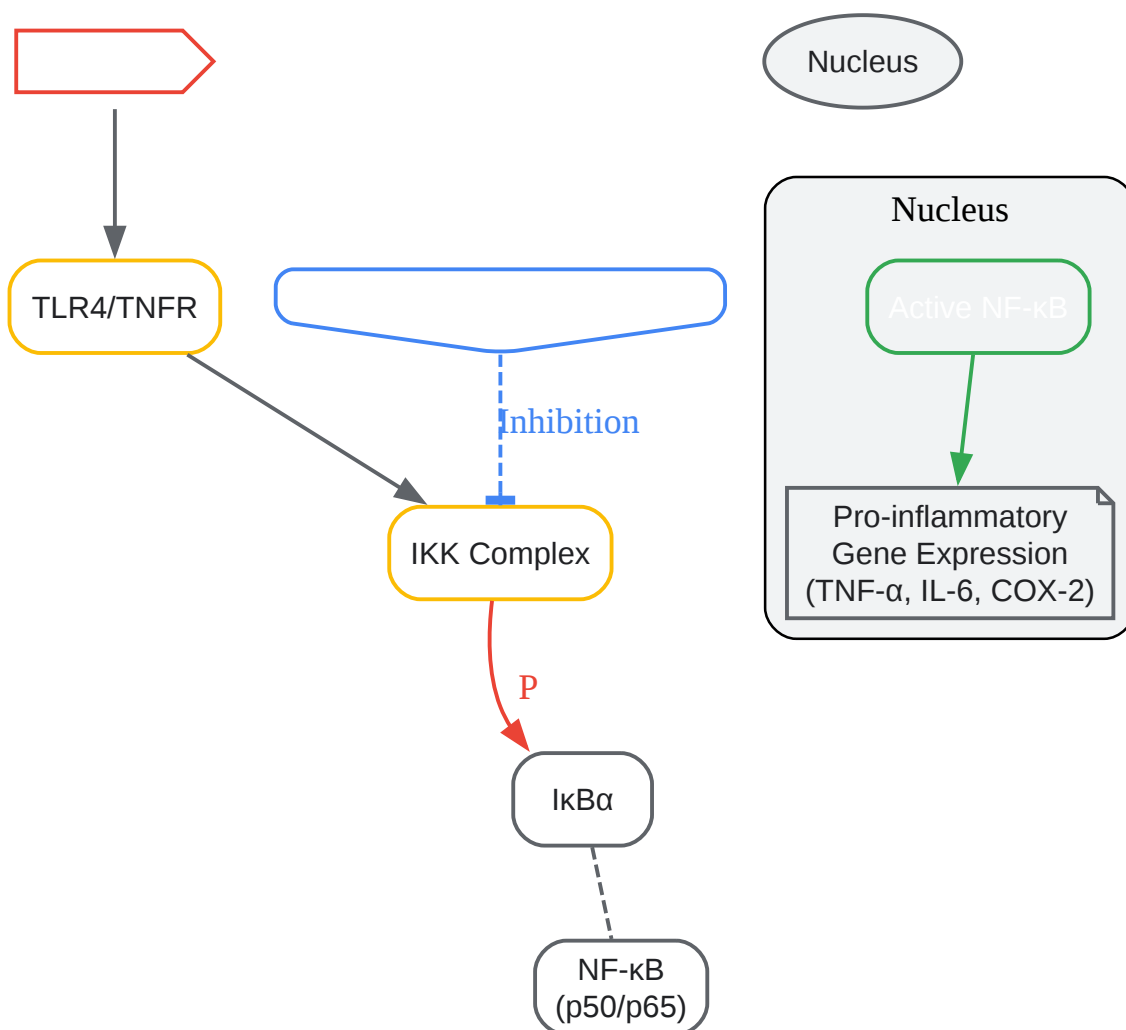 Nucleus
Nucleus
TLR4/TNFR
Active NF-κB
Inhibition
Pro-inflammatory
Gene Expression
(TNF-α, IL-6, COX-2)
IKK Complex
P
IκBα
NF-κB
(p50/p65)